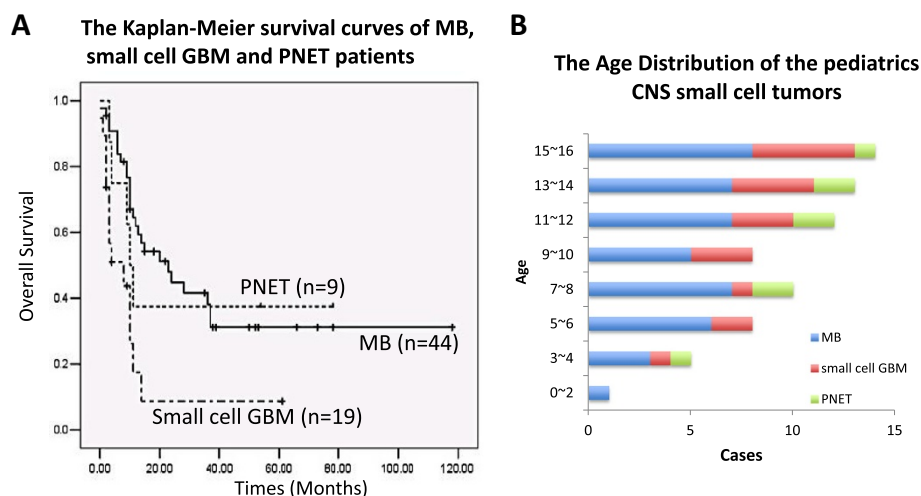 A
The Kaplan-Meier survival curves of MB,
small cell GBM and PNET patients
Overall Survival
1.0
0.8
0.6
0.4
0.2
0.0
PNET (n=9)
MB (n=44)
Small cell GBM (n=19)
0.00 20.00 40.00 60.00 80.00 100.00 120.00
Times (Months)
B
The Age Distribution of the pediatrics
CNS small cell tumors
Age
15~16
13~14
11~12
9~10
7~8
5~6
3~4
0~2
MB
small cell GBM
PNET
0 5 10 15
Cases